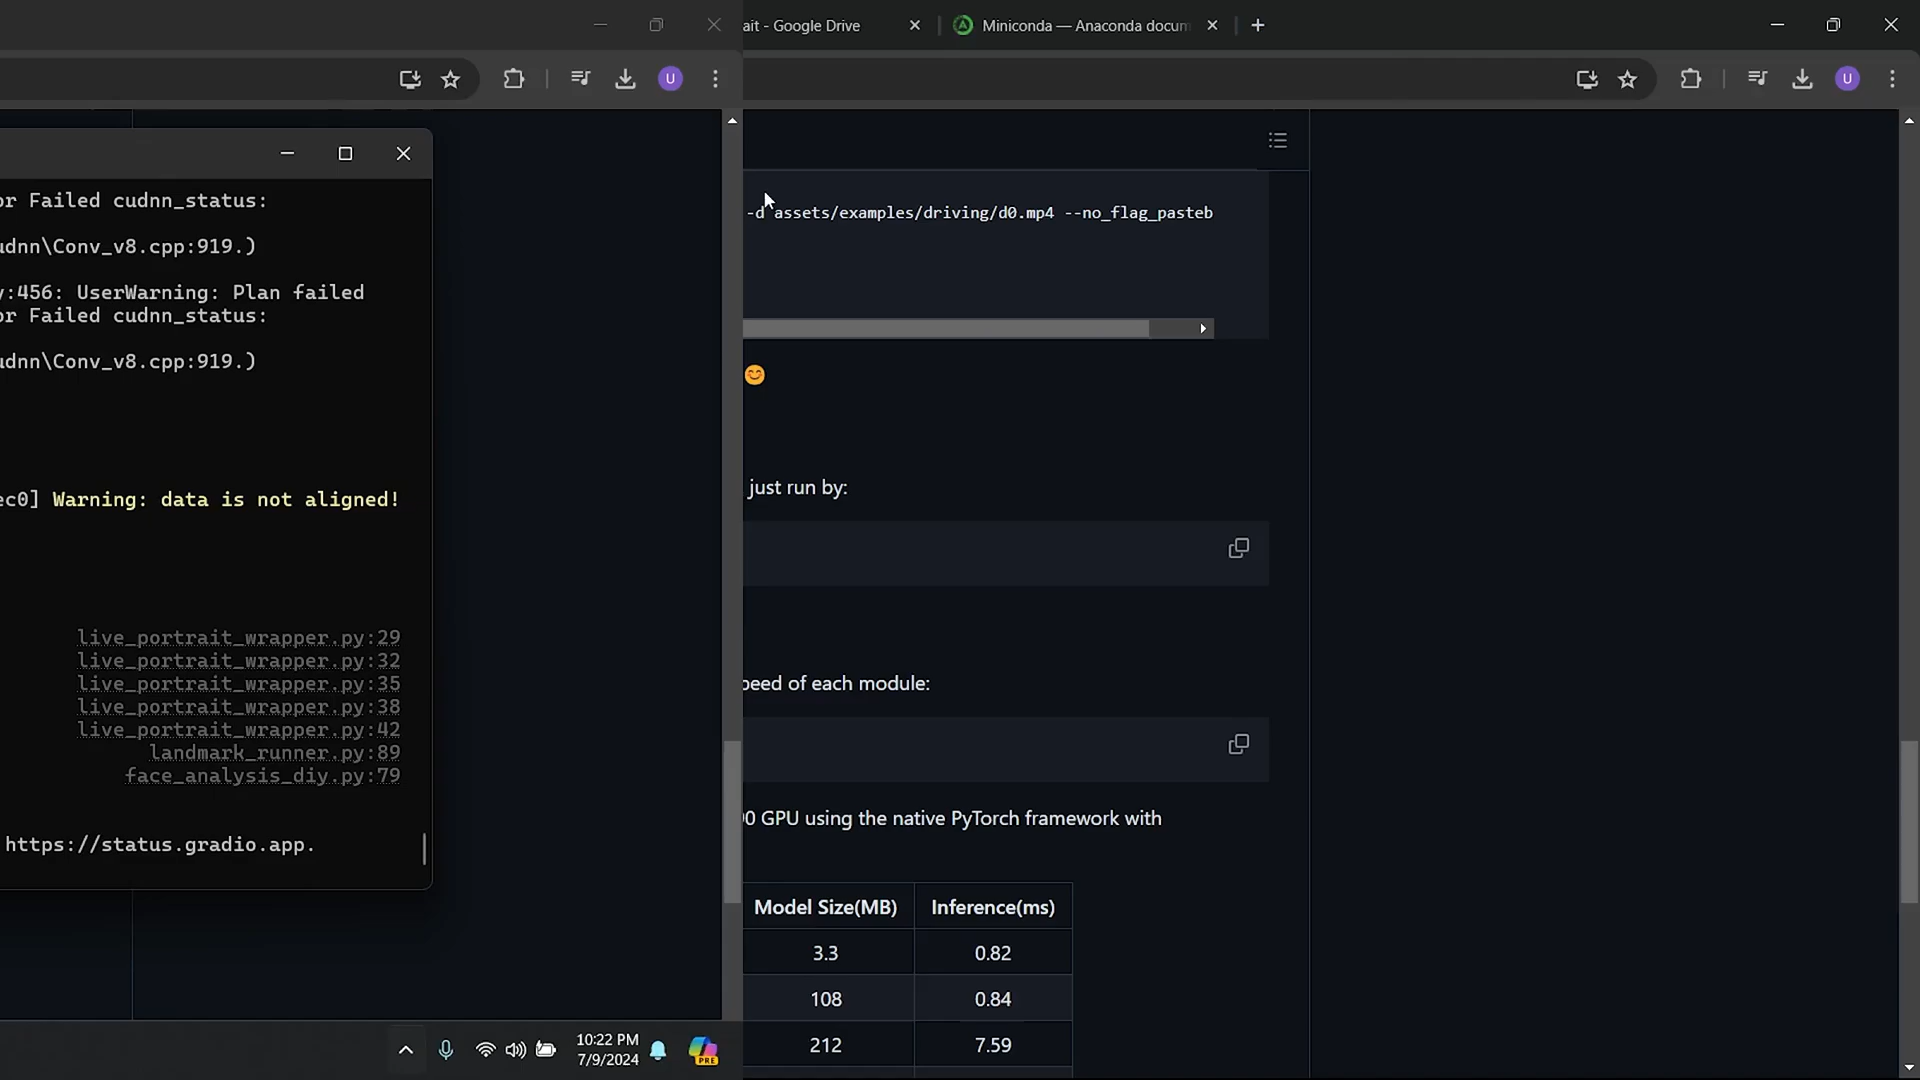 ait - Google Drive
Miniconda — Anaconda docum
U
U
or Failed cudnn_status:
udnn\Conv_v8.cpp:919.)
y:456: UserWarning: Plan failed
or Failed cudnn_status:
udnn\Conv_v8.cpp:919.)
ec0] Warning: data is not aligned!
live_portrait_wrapper.py:29
live_portrait_wrapper.py:32
live_portrait_wrapper.py:35
live_portrait_wrapper.py:38
live_portrait_wrapper.py:42
landmark_runner.py:89
face_analysis_diy.py:79
https://status.gradio.app.
10:22 PM
7/9/2024
PRE
-d assets/examples/driving/d0.mp4 --no_flag_pasteb
just run by:
peed of each module:
90 GPU using the native PyTorch framework with
Model Size(MB) Inference(ms)
3.3 0.82
108 0.84
212 7.59